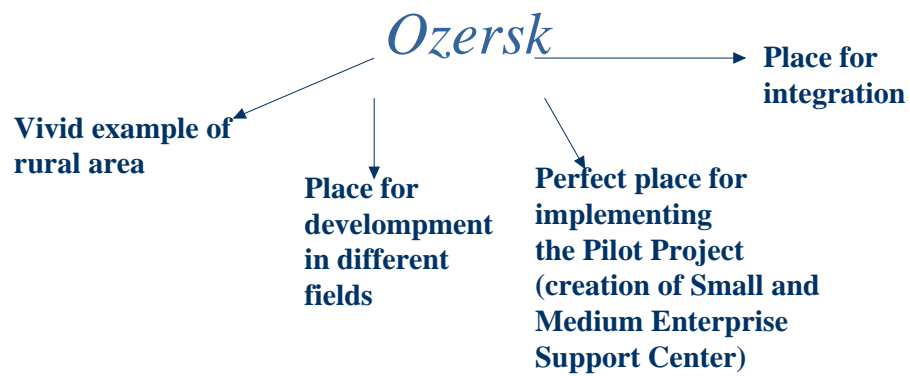 Ozersk
Place for
integration
Vivid example of
rural area
Place for
develompment
in different
fields
Perfect place for
implementing
the Pilot Project
(creation of Small and
Medium Enterprise
Support Center)